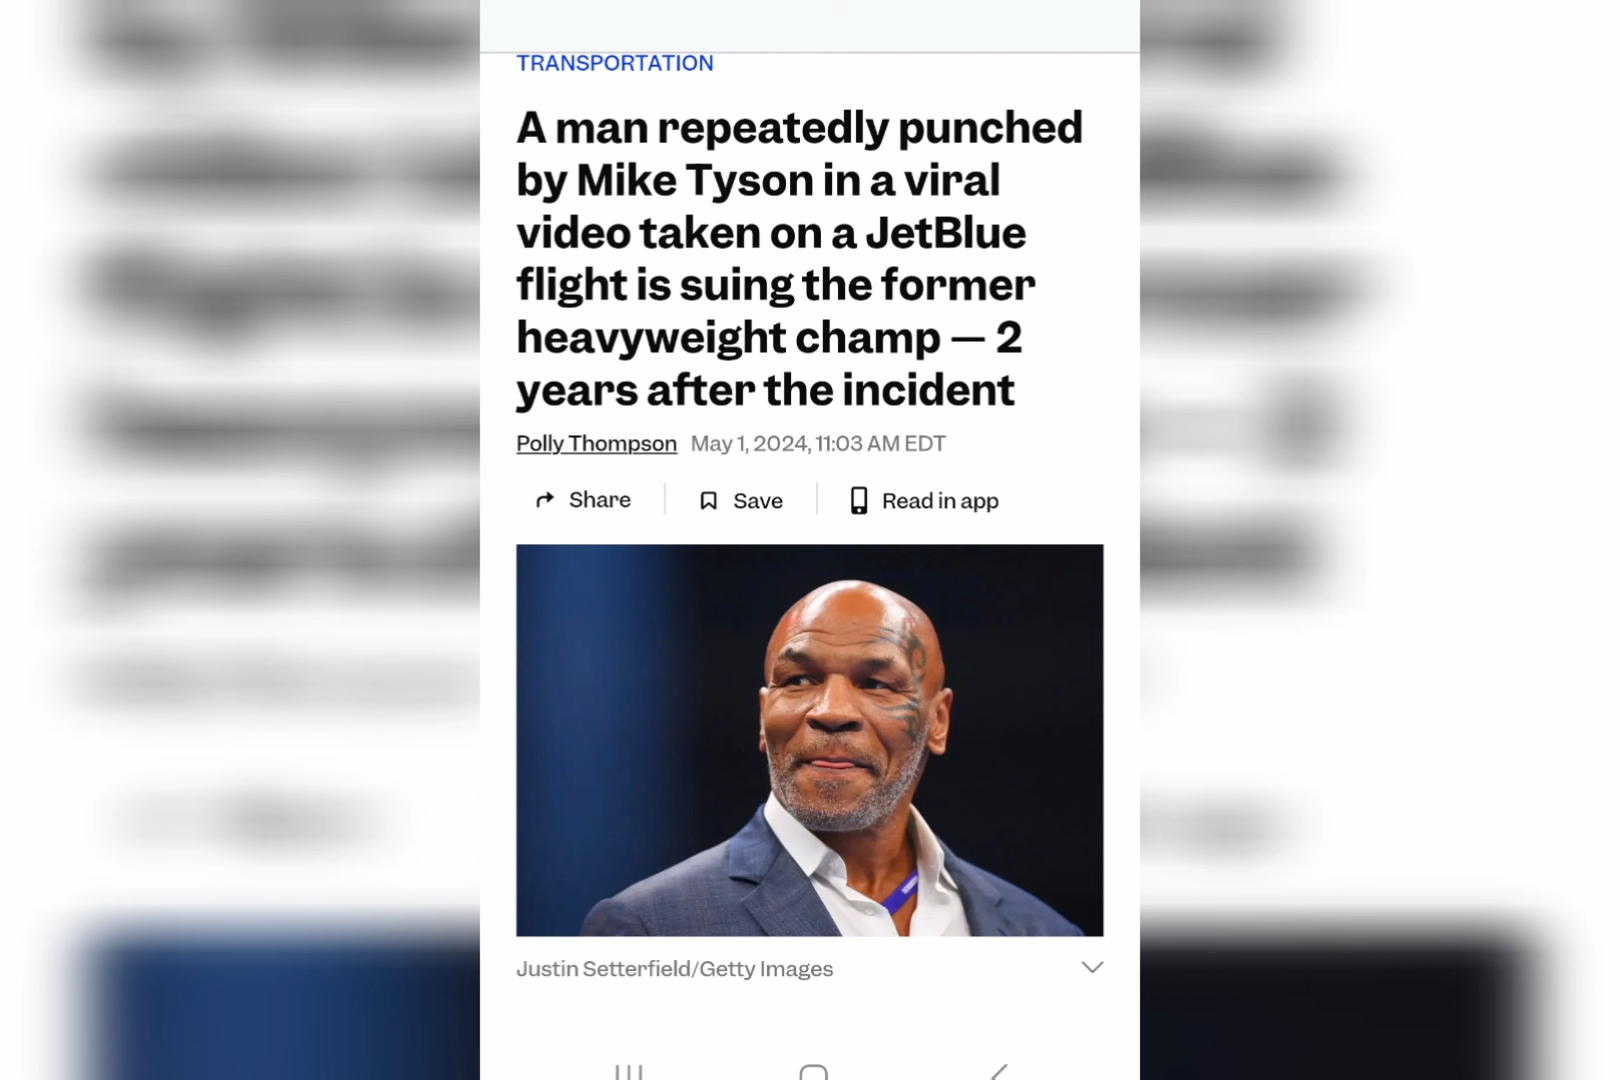 TRANSPORTATION
A man repeatedly punched
by Mike Tyson in a viral
video taken on a JetBlue
flight is suing the former
heavyweight champ — 2
years after the incident
Polly Thompson May 1, 2024, 11:03 AM EDT
Share Save Read in app
Justin Setterfield/Getty Images